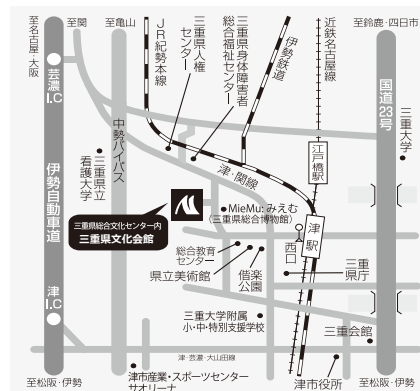 至名古屋・大阪
至関
至亀山
至鈴鹿・四日市
芸濃I.C
伊勢自動車道
津I.C
至松阪・伊勢
三重県立
看護大学
中勢バイパス
JR紀勢本線
三重県人権
センター
三重県身体障害者
総合福祉センター
伊勢鉄道
近鉄名古屋線
国道23号
三重大学
江戸橋駅
津・関線
三重県総合文化センター内
三重県文化会館
MieMu:みえむ
(三重県総合博物館)
総合教育
センター
県立美術館
偕楽
公園
西口
津駅
三重
県庁
三重大学附属
小・中・特別支援学校
三重会館
津・芸濃・大山田線
津市産業・スポーツセンター
サオリーナ
津市役所
至松阪・伊勢